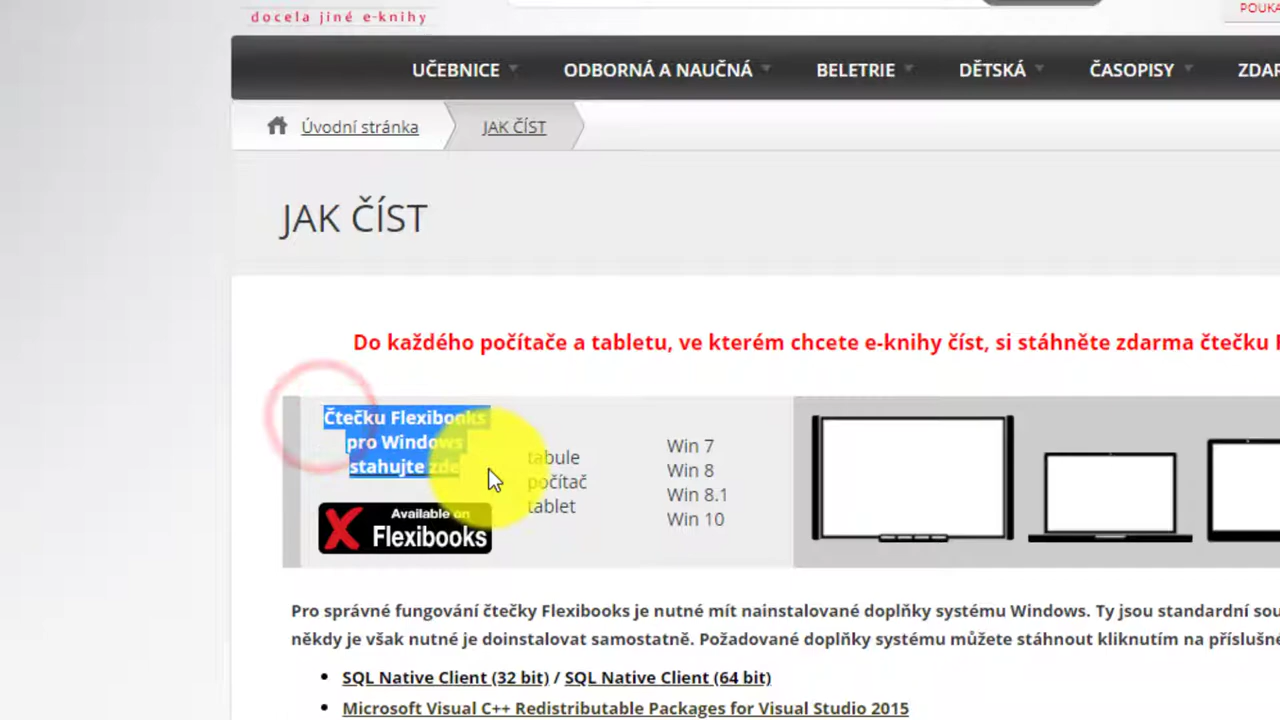 docela jiné e-knihy
UČEBNICE ODBORNÁ A NAUČNÁ BELETRIE DĚTSKÁ ČASOPISY
Úvodní stránka JAK ČÍST
JAK ČÍST
Do každého počítače a tabletu, ve kterém chcete e-knihy číst, si stáhněte zdarma čtečku
Čtečku Flexibooks
pro Windows
stahujte zde
Available on
Flexibooks
tabule
počítač
tablet
Win 7
Win 8
Win 8.1
Win 10
Pro správné fungování čtečky Flexibooks je nutné mít nainstalované doplňky systému Windows. Ty jsou standardní
někdy je však nutné je doinstalovat samostatně. Požadované doplňky systému můžete stáhnout kliknutím na
SQL Native Client (32 bit) / SQL Native Client (64 bit)
Microsoft Visual C++ Redistributable Packages for Visual Studio 2015